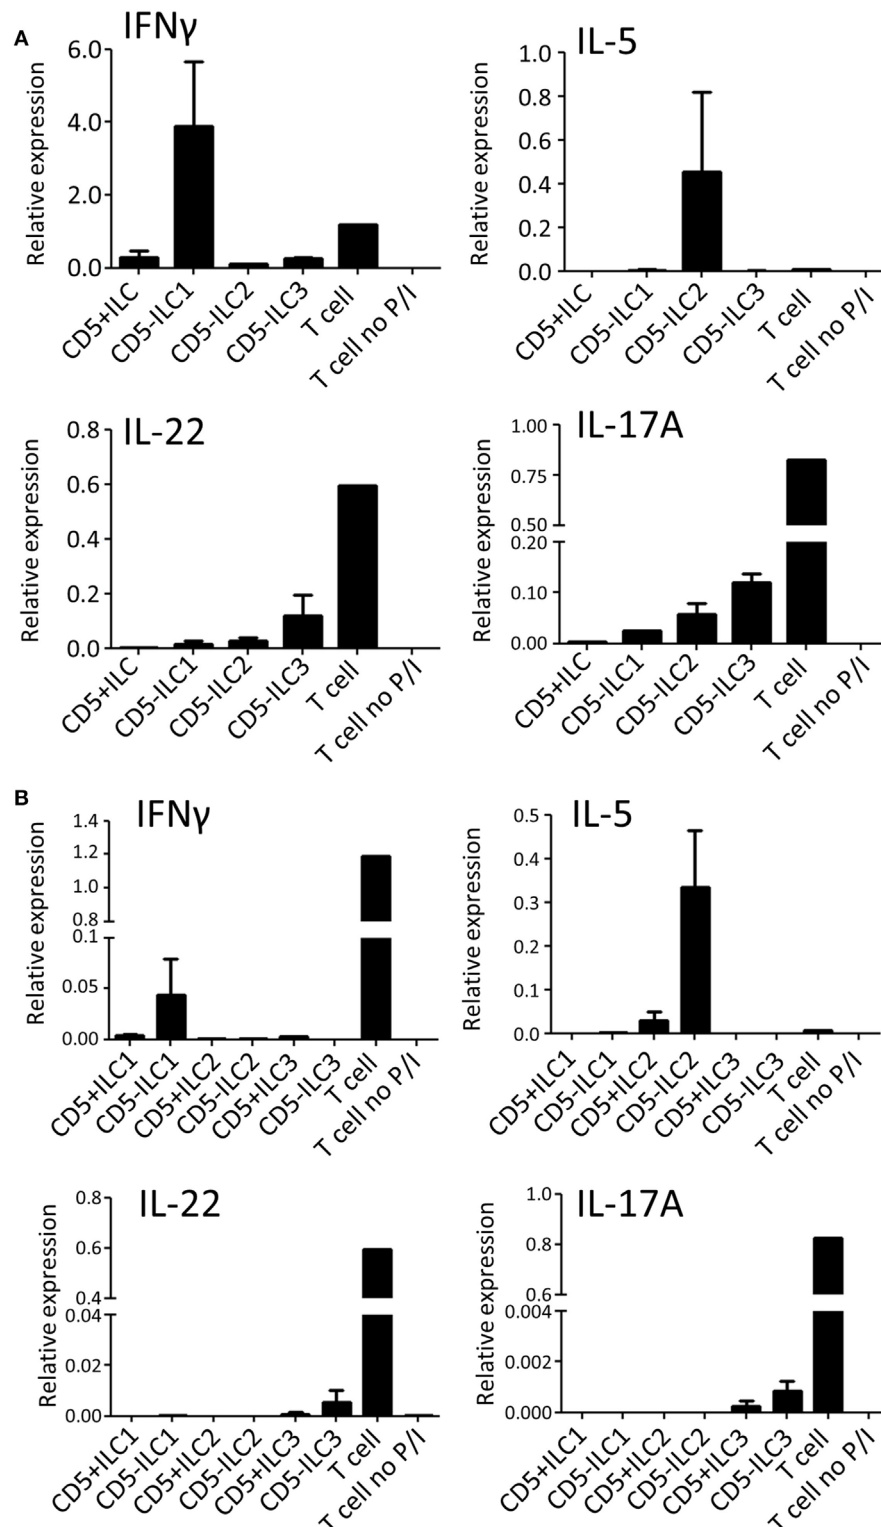 A
IFNγ
Relative expression
6.0
4.0
2.0
0.0
CD5+ILC
CD5-ILC1
CD5-ILC2
CD5-ILC3
T cell
T cell no P/I
IL-5
Relative expression
1.0
0.8
0.6
0.4
0.2
0.0
CD5+ILC
CD5-ILC1
CD5-ILC2
CD5-ILC3
T cell
T cell no P/I
IL-22
Relative expression
0.8
0.6
0.4
0.2
0.0
CD5+ILC
CD5-ILC1
CD5-ILC2
CD5-ILC3
T cell
T cell no P/I
IL-17A
Relative expression
1.00
0.75
0.50
0.20
0.10
0.00
CD5+ILC
CD5-ILC1
CD5-ILC2
CD5-ILC3
T cell
T cell no P/I
B
IFNγ
Relative expression
1.4
1.2
1.0
0.8
0.1
0.05
0.00
CD5+ILC1
CD5-ILC1
CD5+ILC2
CD5-ILC2
CD5+ILC3
CD5-ILC3
T cell
T cell no P/I
IL-5
Relative expression
0.5
0.4
0.3
0.2
0.1
0.0
CD5+ILC1
CD5-ILC1
CD5+ILC2
CD5-ILC2
CD5+ILC3
CD5-ILC3
T cell
T cell no P/I
IL-22
Relative expression
0.8
0.6
0.4
0.04
0.02
0.00
CD5+ILC1
CD5-ILC1
CD5+ILC2
CD5-ILC2
CD5+ILC3
CD5-ILC3
T cell
T cell no P/I
IL-17A
Relative expression
1.0
0.8
0.6
0.004
0.002
0.000
CD5+ILC1
CD5-ILC1
CD5+ILC2
CD5-ILC2
CD5+ILC3
CD5-ILC3
T cell
T cell no P/I